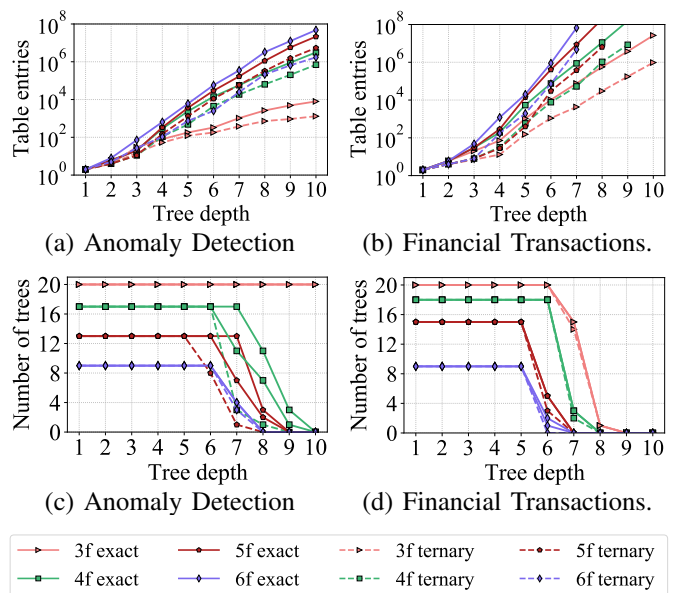 Table entries
10^8
10^6
10^4
10^2
10^0
1 2 3 4 5 6 7 8 9 10
Tree depth
(a) Anomaly Detection
Table entries
10^8
10^6
10^4
10^2
10^0
1 2 3 4 5 6 7 8 9 10
Tree depth
(b) Financial Transactions.
Number of trees
20
16
12
8
4
0
1 2 3 4 5 6 7 8 9 10
Tree depth
(c) Anomaly Detection
Number of trees
20
16
12
8
4
0
1 2 3 4 5 6 7 8 9 10
Tree depth
(d) Financial Transactions.
3f exact 5f exact 3f ternary 5f ternary
4f exact 6f exact 4f ternary 6f ternary